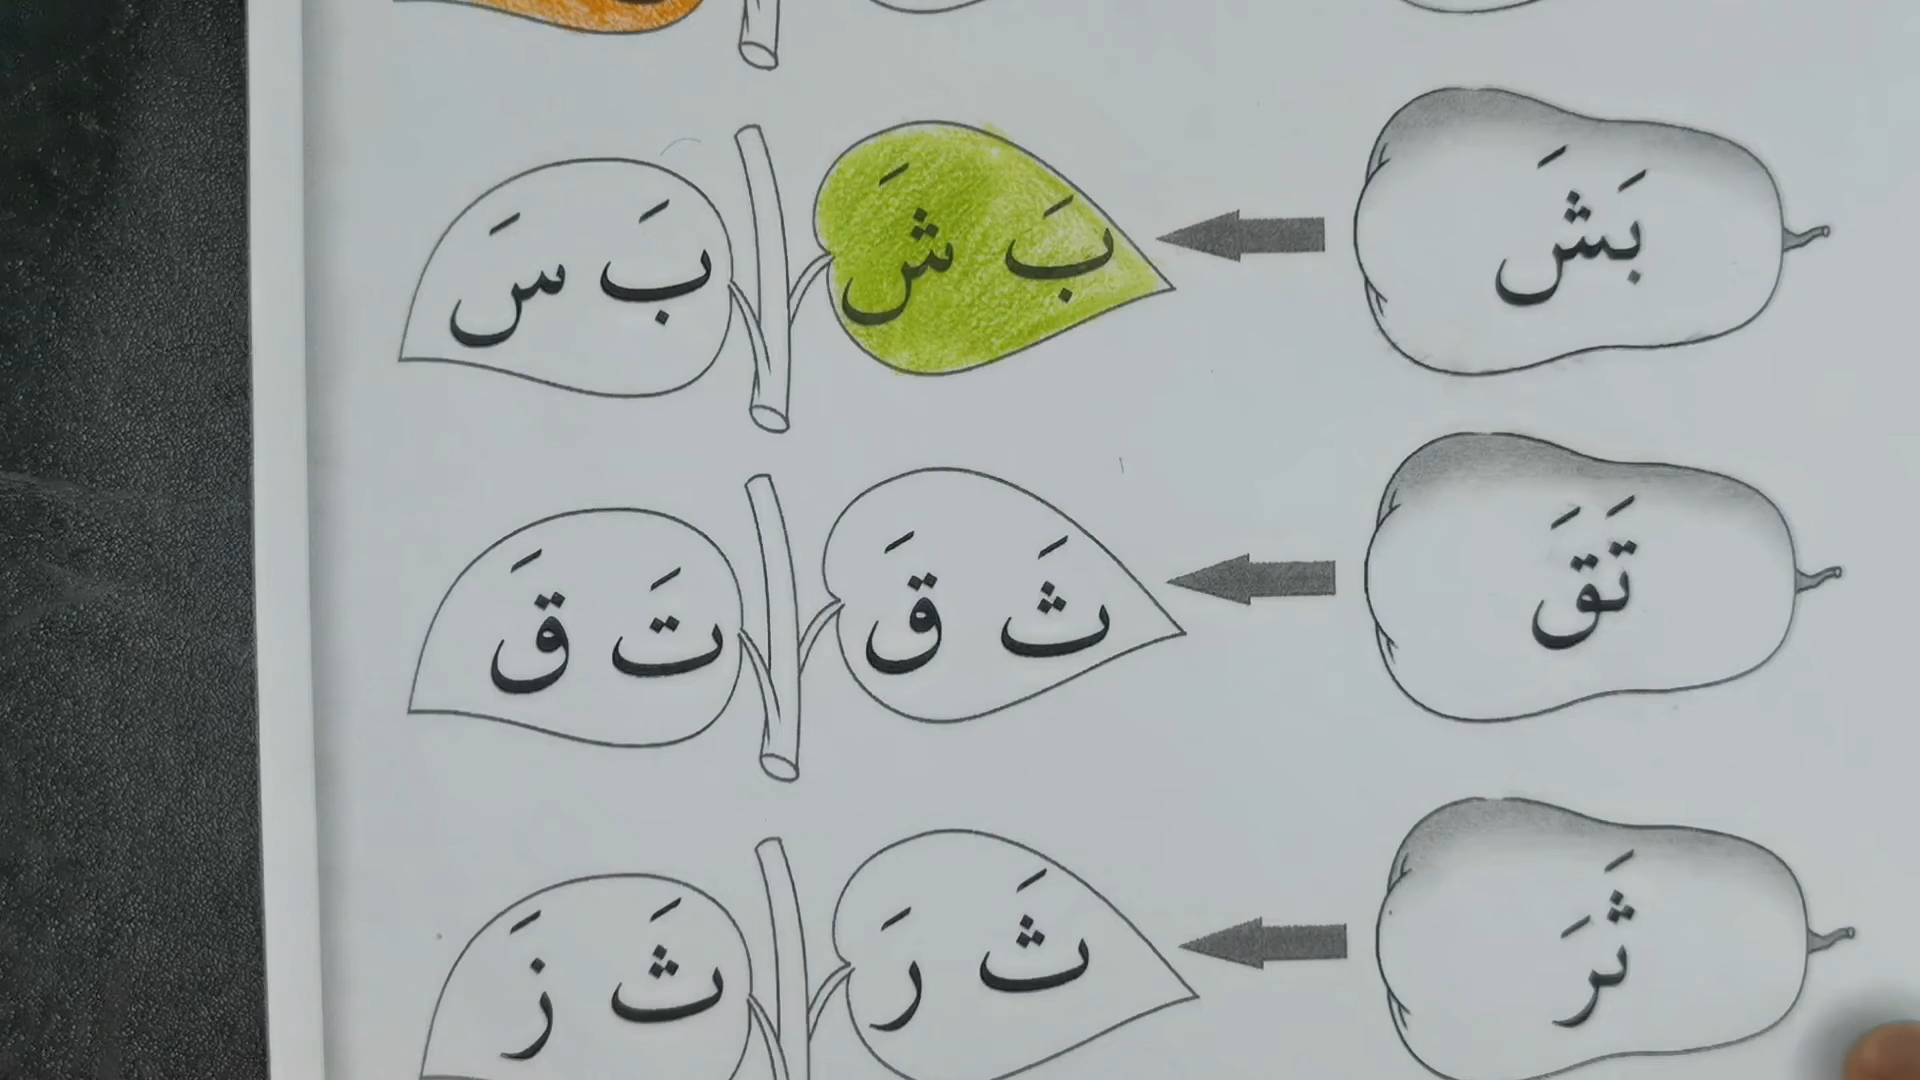 بَشَ بَ شَ بَ سَ
تَقَ ثَ قَ تَ قَ
ثَرَ ثَ رَ ثَ زَ